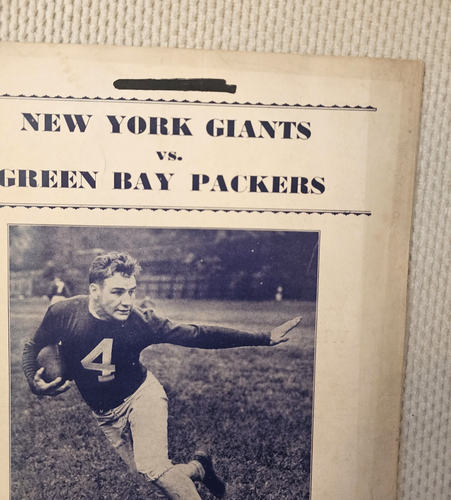 NEW YORK GIANTS
vs.
GREEN BAY PACKERS
4